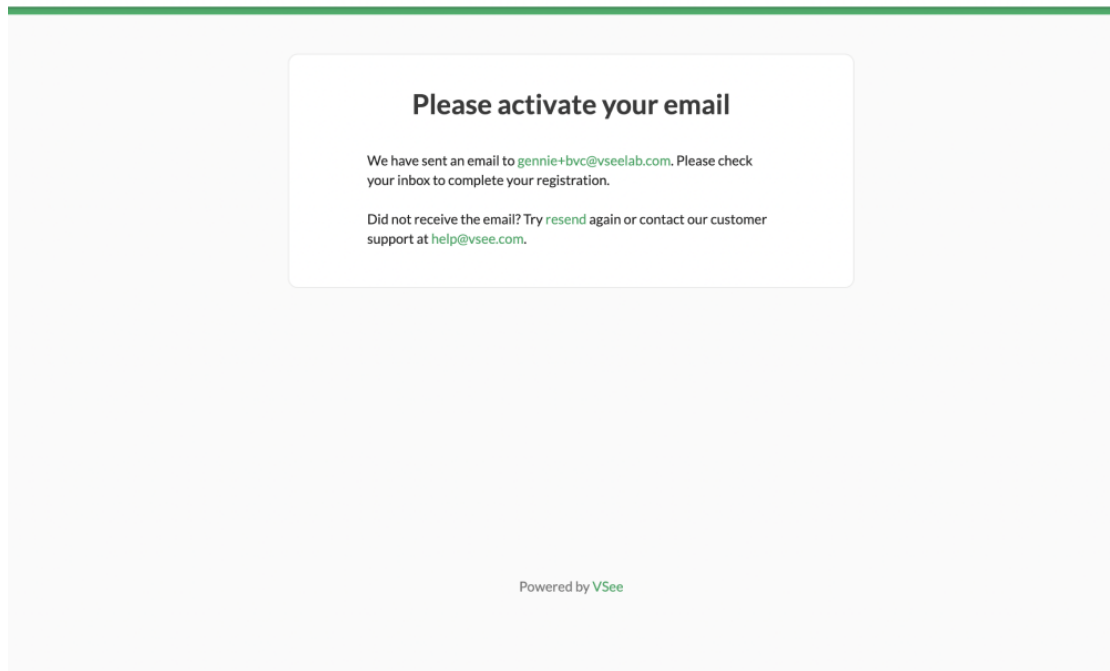 Please activate your email
We have sent an email to gennie+bvc@vseelab.com. Please check
your inbox to complete your registration.
Did not receive the email? Try resend again or contact our customer
support at help@vsee.com.
Powered by VSee